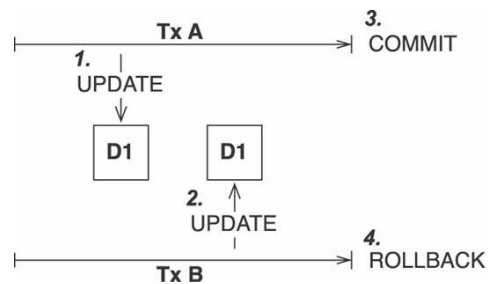 Tx A
3.
COMMIT
1.
UPDATE
D1
D1
2.
UPDATE
4.
ROLLBACK
Tx B